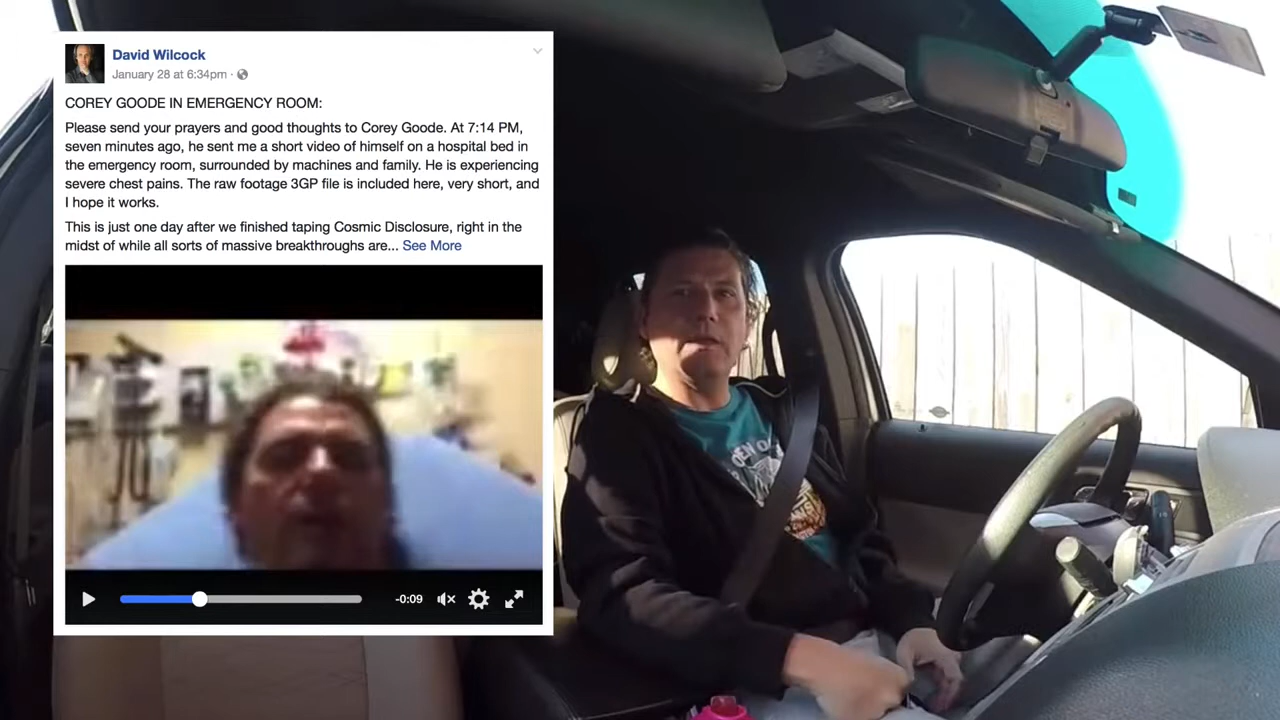 David Wilcock
January 28 at 6:34pm ·
COREY GOODE IN EMERGENCY ROOM:
Please send your prayers and good thoughts to Corey Goode. At 7:14 PM,
seven minutes ago, he sent me a short video of himself on a hospital bed in
the emergency room, surrounded by machines and family. He is experiencing
severe chest pains. The raw footage 3GP file is included here, very short, and
I hope it works.
This is just one day after we finished taping Cosmic Disclosure, right in the
midst of while all sorts of massive breakthroughs are... See More
-0:09